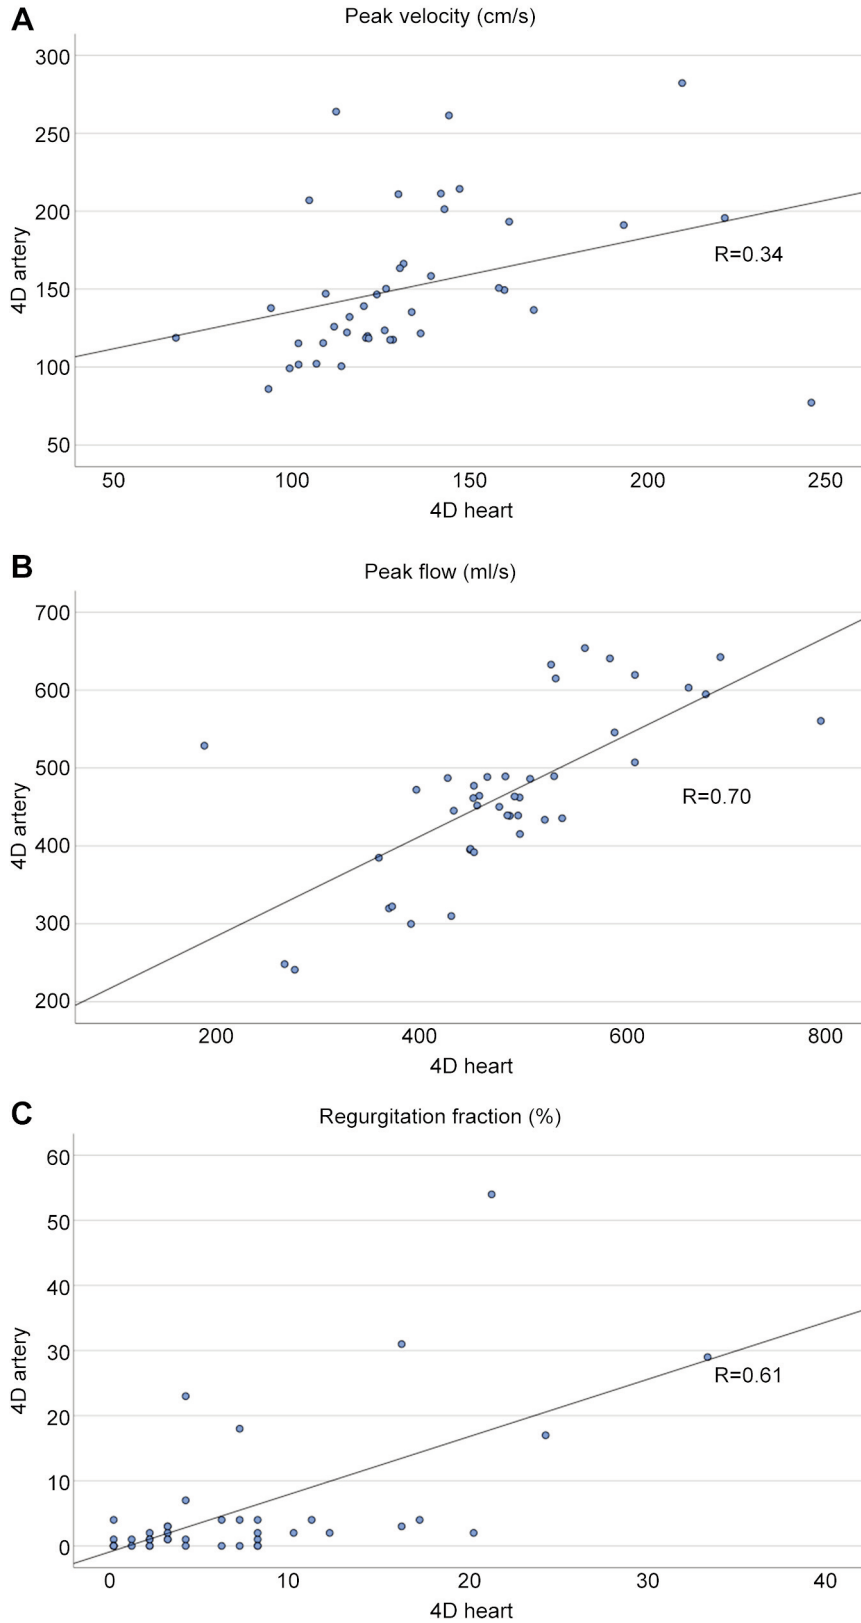 A
Peak velocity (cm/s)
300
250
200
150
100
50
4D artery
R=0.34
50 100 150 200 250
4D heart
B
Peak flow (ml/s)
700
600
500
400
300
200
4D artery
R=0.70
200 400 600 800
4D heart
C
Regurgitation fraction (%)
60
50
40
30
20
10
0
4D artery
R=0.61
0 10 20 30 40
4D heart